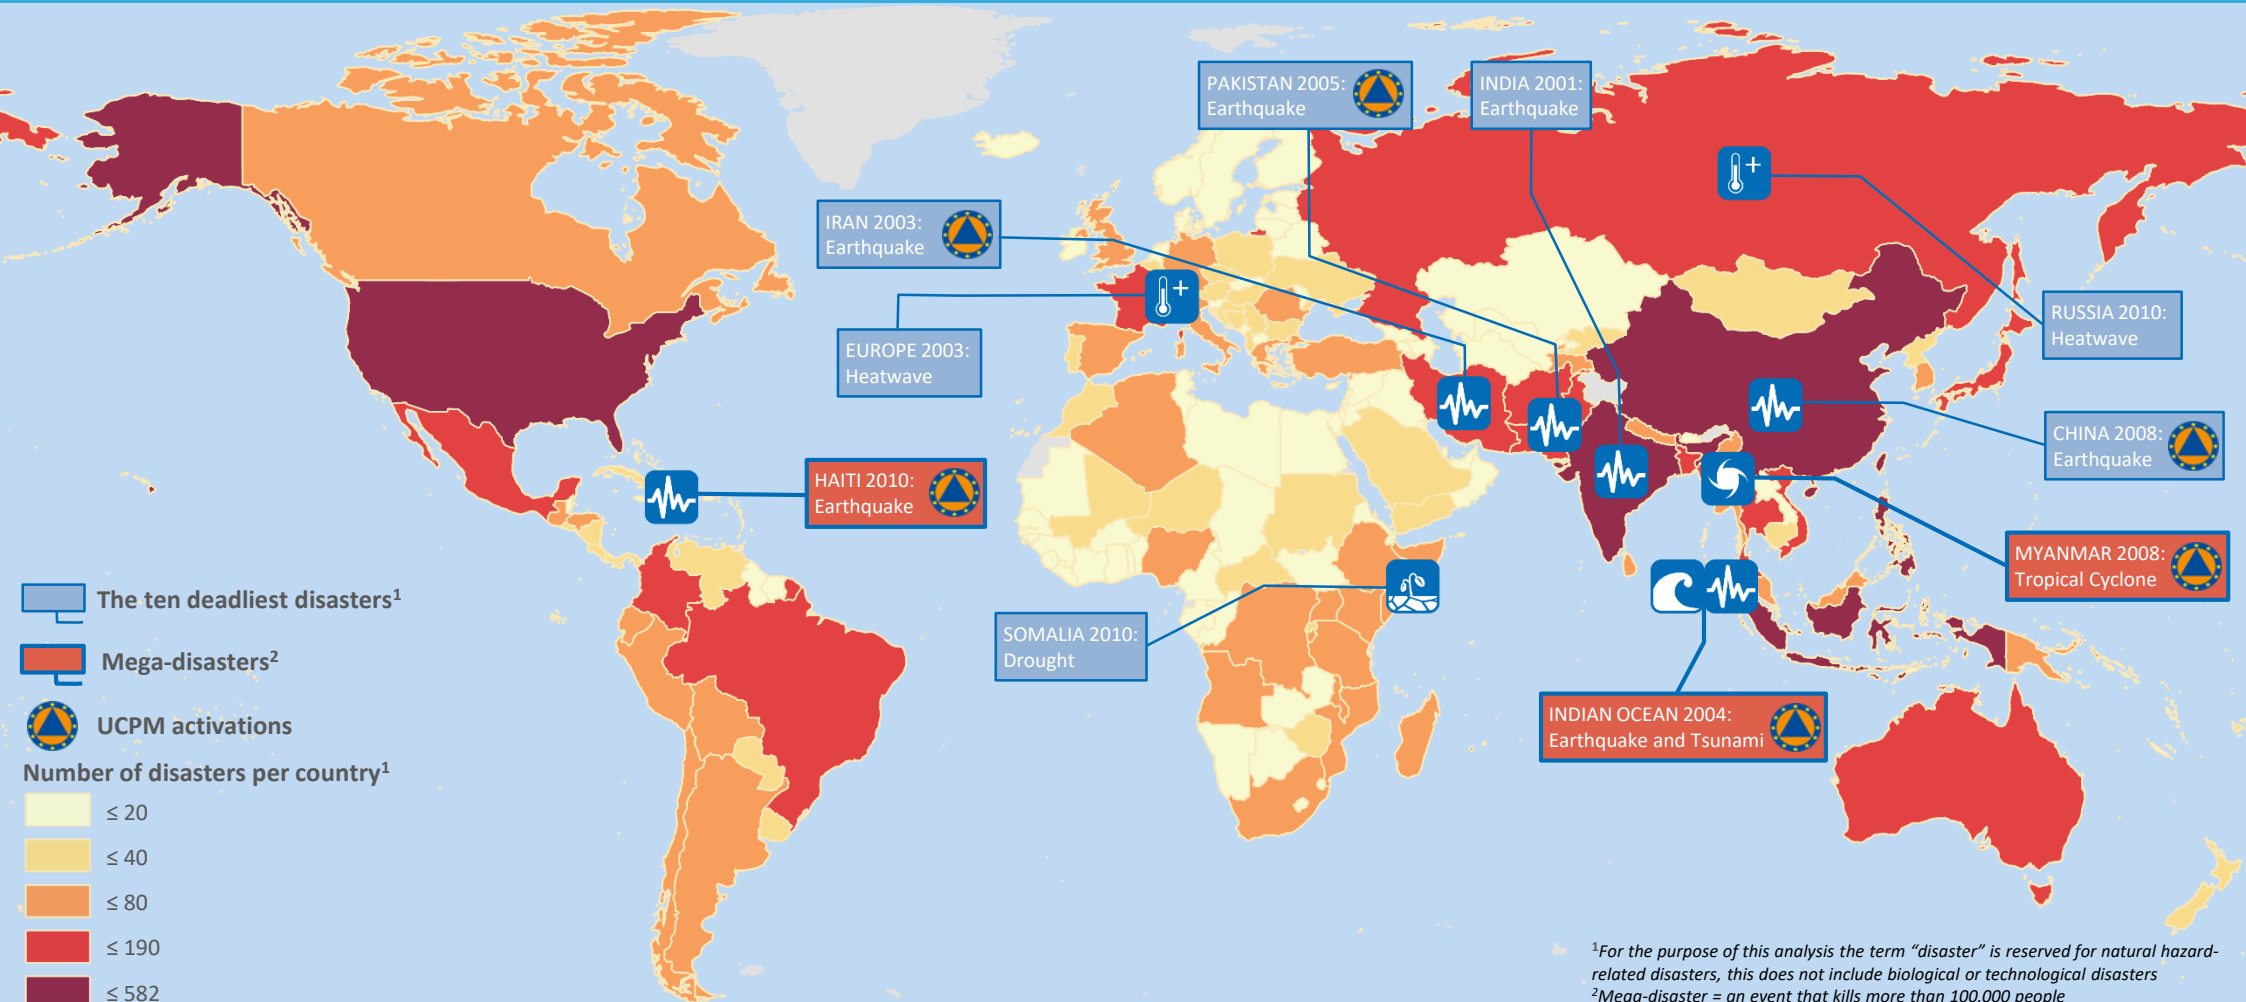 PAKISTAN 2005:
Earthquake
INDIA 2001:
Earthquake
IRAN 2003:
Earthquake
EUROPE 2003:
Heatwave
RUSSIA 2010:
Heatwave
CHINA 2008:
Earthquake
HAITI 2010:
Earthquake
MYANMAR 2008:
Tropical Cyclone
SOMALIA 2010:
Drought
INDIAN OCEAN 2004:
Earthquake and Tsunami
The ten deadliest disasters¹
Mega-disasters²
UCPM activations
Number of disasters per country¹
≤ 20
≤ 40
≤ 80
≤ 190
≤ 582
¹For the purpose of this analysis the term “disaster” is reserved for natural hazard-
related disasters, this does not include biological or technological disasters
²Mega-disaster = an event that kills more than 100.000 people